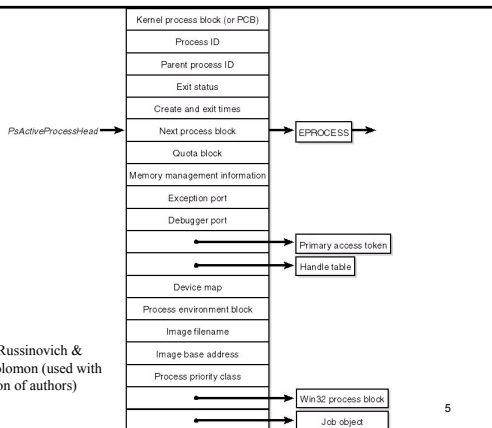 Kernel process block (or PCB)
Process ID
Parent process ID
Exit status
Create and exit times
PsActiveProcessHead
Next process block
EPROCESS
Quota block
Memory management information
Exception port
Debugger port
Primary access token
Handle table
Device map
Process environment block
Image filename
Image base address
Process priority class
Win32 process block
Job object
Russinovich &
olomon (used with
on of authors)
5